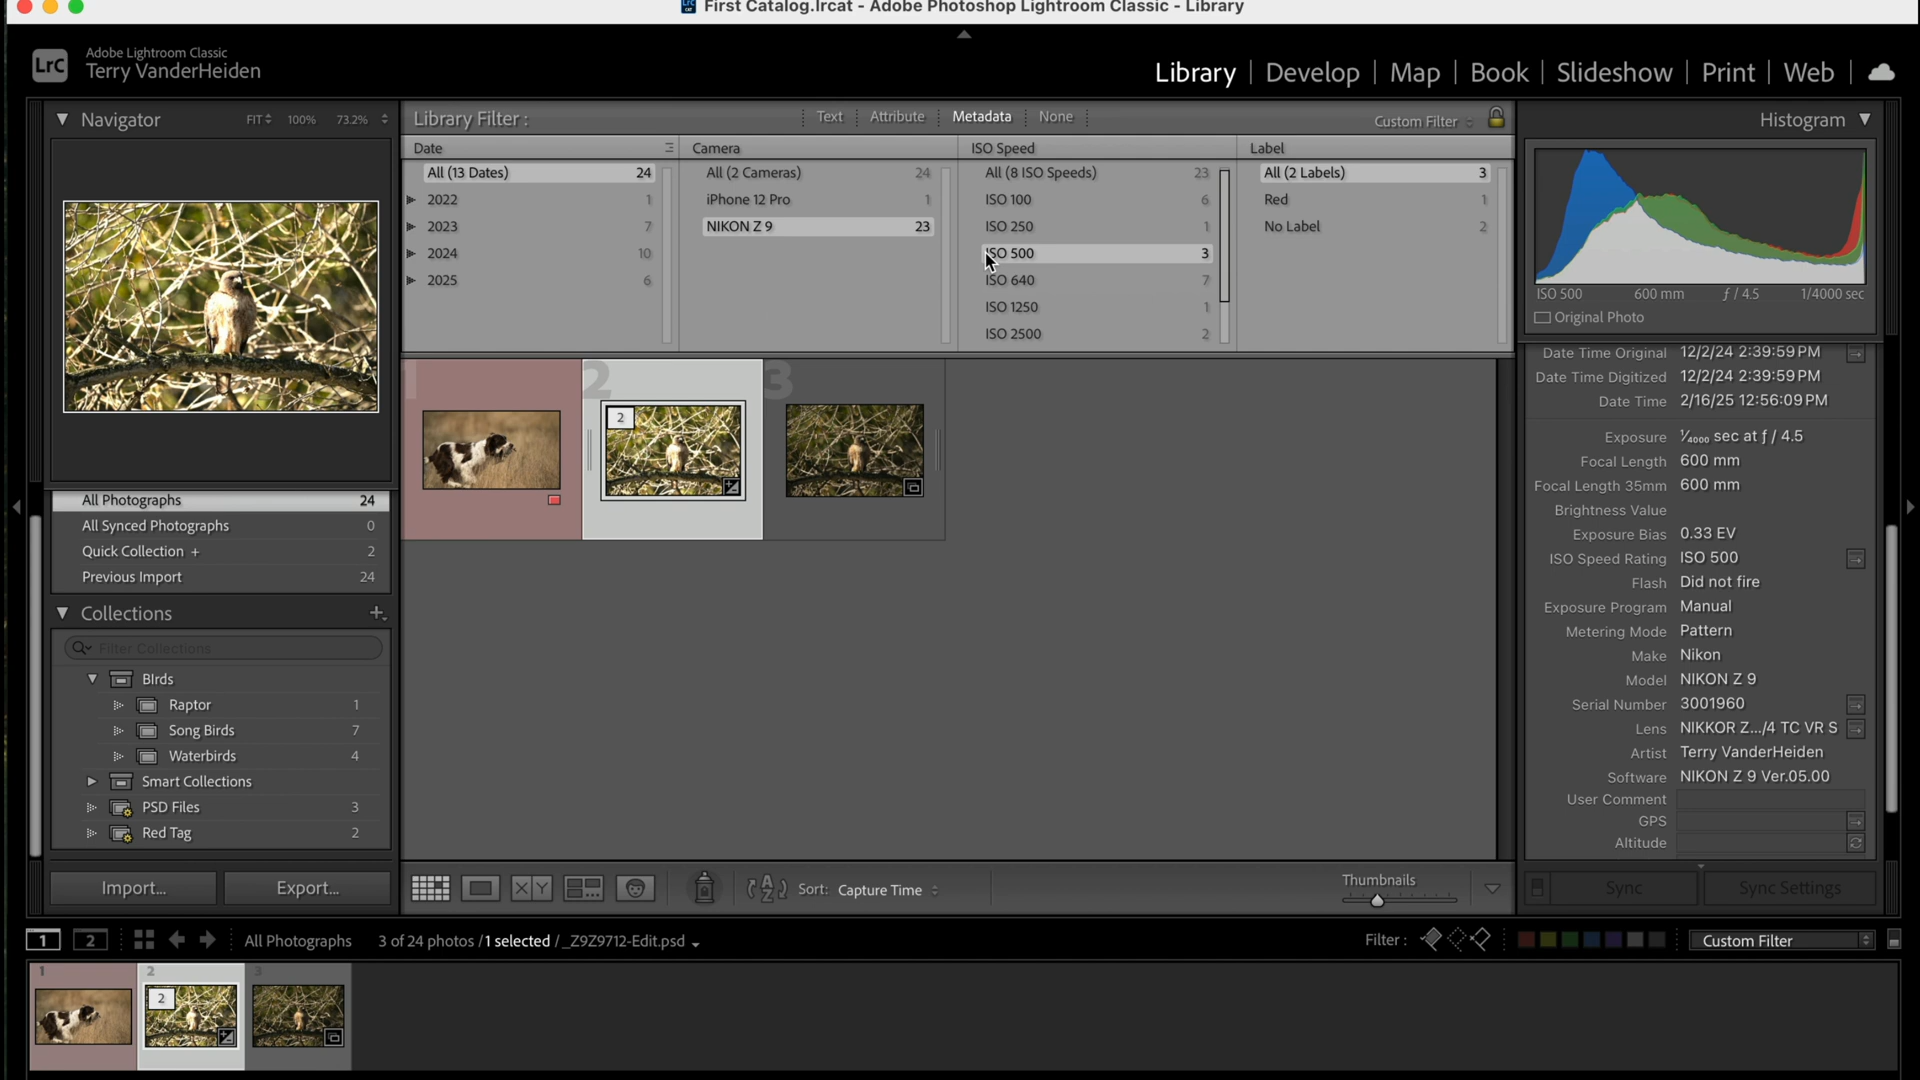 First Catalog.lrcat - Adobe Photoshop Lightroom Classic - Library
LrC
Adobe Lightroom Classic
Terry VanderHeiden
Library | Develop | Map | Book | Slideshow | Print | Web
Navigator FIT 100% 73.2%
Library Filter : Text Attribute Metadata None Custom Filter
Histogram
Date Camera ISO Speed Label
All (13 Dates) 24
2022 1
2023 7
2024 10
2025 6
All (2 Cameras) 24
iPhone 12 Pro 1
NIKON Z 9 23
All (8 ISO Speeds) 23
ISO 100 6
ISO 250 1
ISO 500 3
ISO 640 7
ISO 1250 1
ISO 2500 2
All (2 Labels) 3
Red 1
No Label 2
ISO 500 600 mm ƒ / 4.5 1/4000 sec
Original Photo
Date Time Original 12/2/24 2:39:59 PM
Date Time Digitized 12/2/24 2:39:59 PM
Date Time 2/16/25 12:56:09 PM
Exposure 1/4000 sec at ƒ / 4.5
Focal Length 600 mm
Focal Length 35mm 600 mm
Brightness Value
Exposure Bias 0.33 EV
ISO Speed Rating ISO 500
Flash Did not fire
Exposure Program Manual
Metering Mode Pattern
Make Nikon
Model NIKON Z 9
Serial Number 3001960
Lens NIKKOR Z.../4 TC VR S
Artist Terry VanderHeiden
Software NIKON Z 9 Ver.05.00
User Comment
GPS
Altitude
Sync Sync Settings
1 2 3
2
All Photographs 24
All Synced Photographs 0
Quick Collection + 2
Previous Import 24
Collections
Filter Collections
BIrds
Raptor 1
Song Birds 7
Waterbirds 4
Smart Collections
PSD Files 3
Red Tag 2
Import... Export...
XY
Sort: Capture Time
Thumbnails
1 2 All Photographs 3 of 24 photos / 1 selected / _Z9Z9712-Edit.psd
Filter : Custom Filter
1 2 3
2